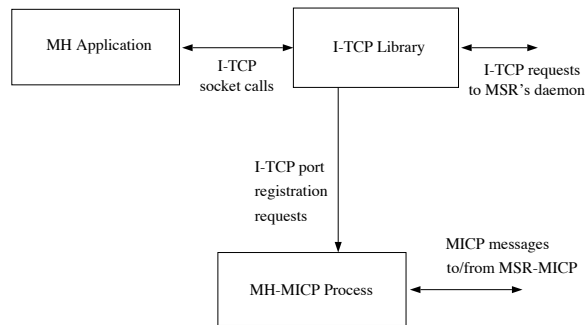 MH Application
I-TCP Library
I-TCP
socket calls
I-TCP requests
to MSR's daemon
I-TCP port
registration
requests
MH-MICP Process
MICP messages
to/from MSR-MICP